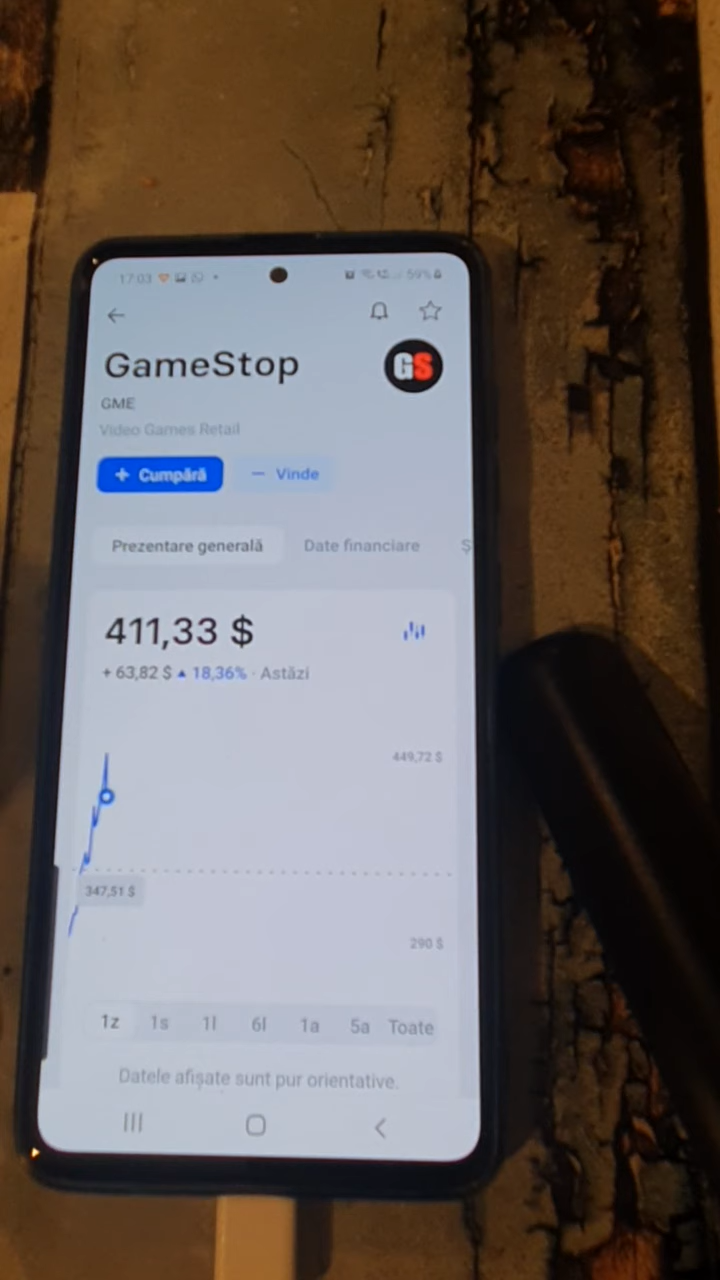 17:03 59%
GameStop
GS
GME
Video Games Retail
+ Cumpără – Vinde
Prezentare generală Date financiare Ș
411,33 $
+ 63,82 $ ▲ 18,36% · Astăzi
449,72 $
347,51 $
290 $
1z 1s 1l 6l 1a 5a Toate
Datele afișate sunt pur orientative.